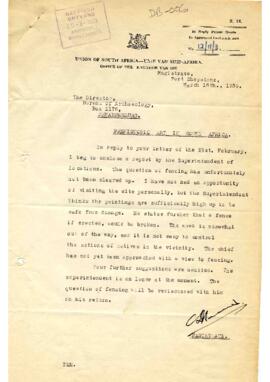 UNION OF SOUTH AFRICA—UNIE VAN SUID-AFRIKA.
OFFICE OF THE
Magistrate,
Port Shepstone,
March 18th., 1936.
The Director,
Bureau of Archaeology,
Box 1176,
JOHANNESBURG.
ART IN SOUTH AFRICA.
In reply to your letter of the 21st. February,
I beg to enclose a report by the Superintendent of
locations. The question of fencing has unfortunately
not been cleared up. I have not had an opportunity
of visiting the site personally, but the Superintendent
thinks the paintings are sufficiently high up to be
safe from damage. He states further that a fence
if erected, would be broken. The cave is somewhat
out of the way, and it is not easy to control
the actions of natives in the vicinity. The chief
has not yet been approached with a view to fencing.
Your further suggestions are
The
superintendent is on leave at the moment. The
question of fencing will be rediscussed with him
on his return.
MAGISTRATE.